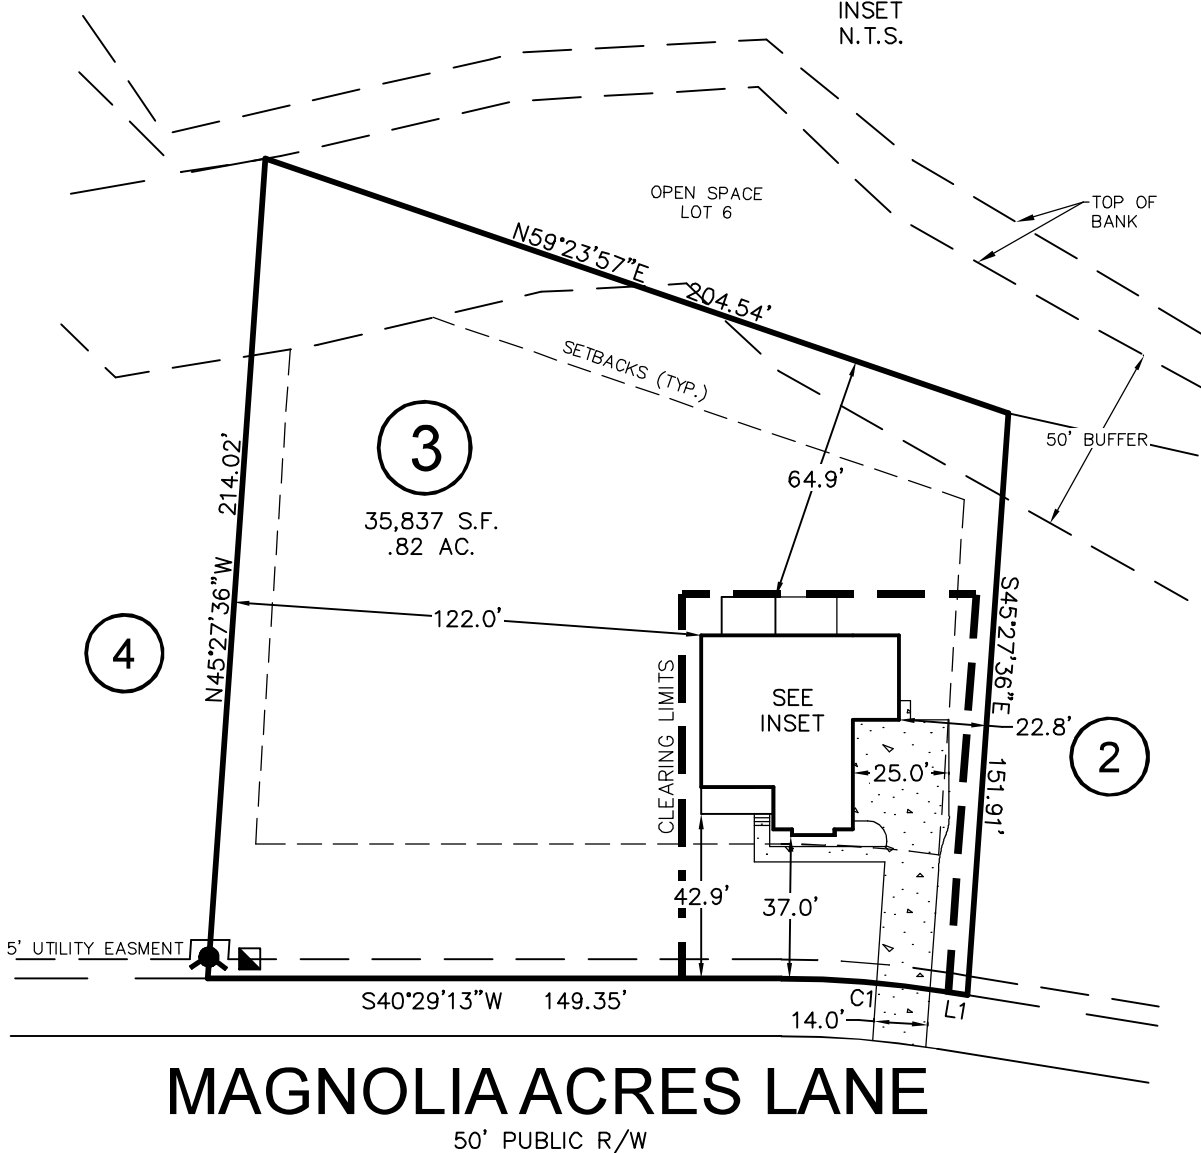 INSET
N.T.S.
OPEN SPACE
LOT 6
TOP OF
BANK
N59°23'57"E
204.54'
SETBACKS (TYP.)
50' BUFFER
3
35,837 S.F.
.82 AC.
64.9'
214.02'
N45°27'36"W
122.0'
4
CLEARING LIMITS
SEE
INSET
S45°27'36"E
151.91'
22.8'
2
25.0'
42.9'
37.0'
5' UTILITY EASMENT
S40°29'13"W 149.35'
C1
L1
14.0'
MAGNOLIA ACRES LANE
50' PUBLIC R/W